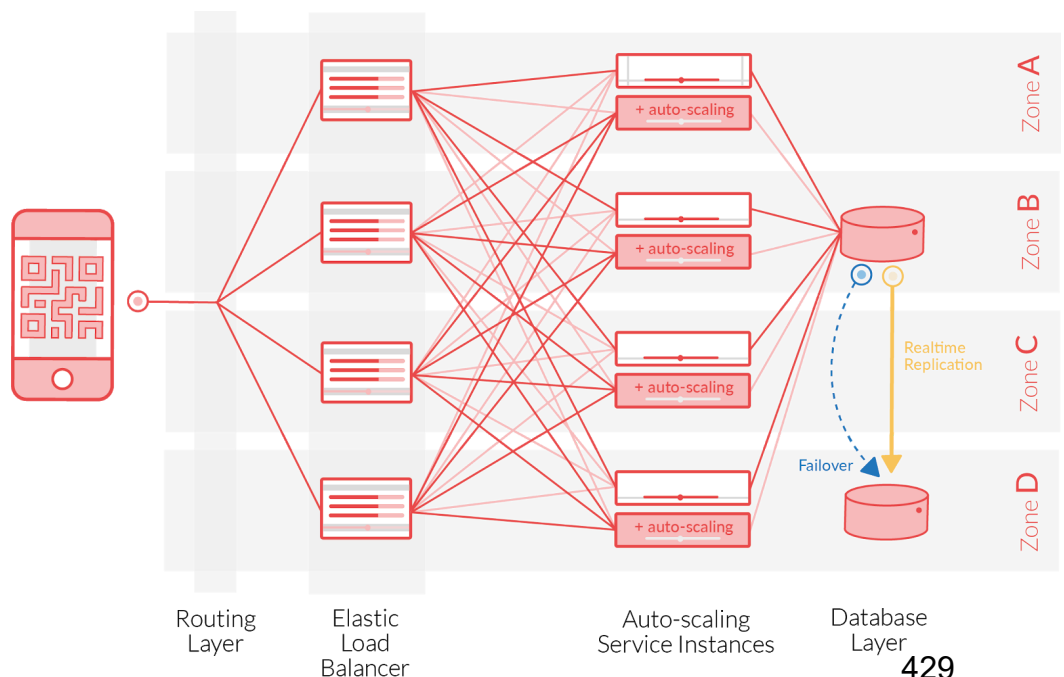 Zone A
+ auto-scaling
Zone B
+ auto-scaling
Zone C
Realtime
Replication
+ auto-scaling
Failover
Zone D
+ auto-scaling
Routing
Layer
Elastic
Load
Balancer
Auto-scaling
Service Instances
Database
Layer
429